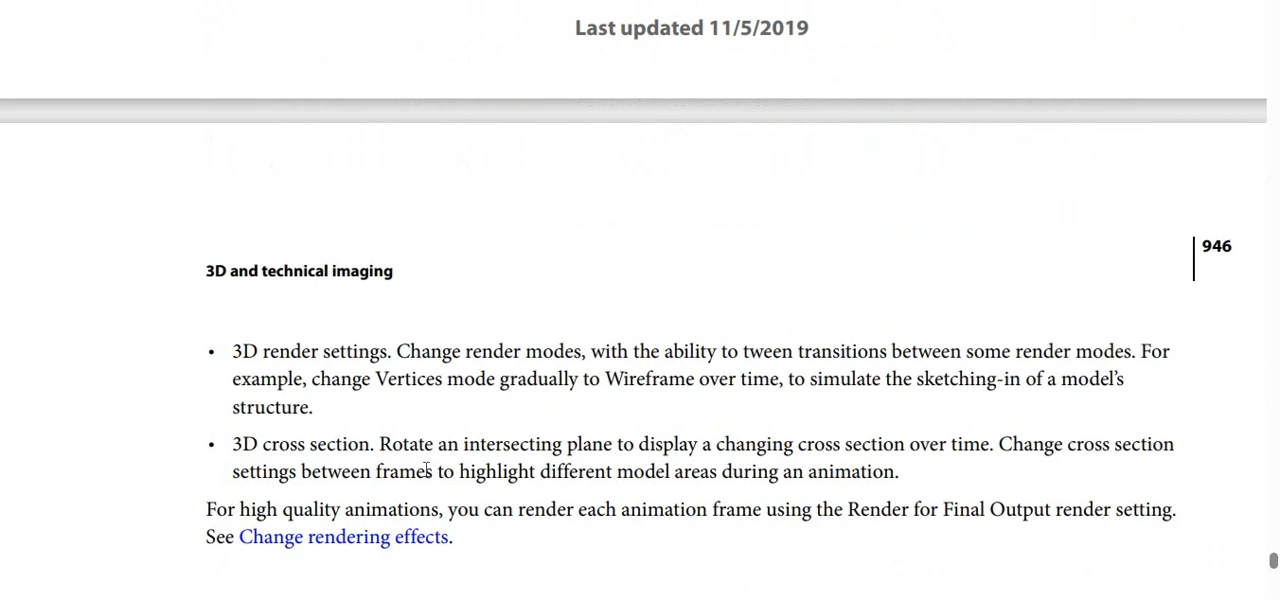 Last updated 11/5/2019
946
3D and technical imaging
• 3D render settings. Change render modes, with the ability to tween transitions between some render modes. For
example, change Vertices mode gradually to Wireframe over time, to simulate the sketching-in of a model’s
structure.
• 3D cross section. Rotate an intersecting plane to display a changing cross section over time. Change cross section
settings between frames to highlight different model areas during an animation.
For high quality animations, you can render each animation frame using the Render for Final Output render setting.
See Change rendering effects.